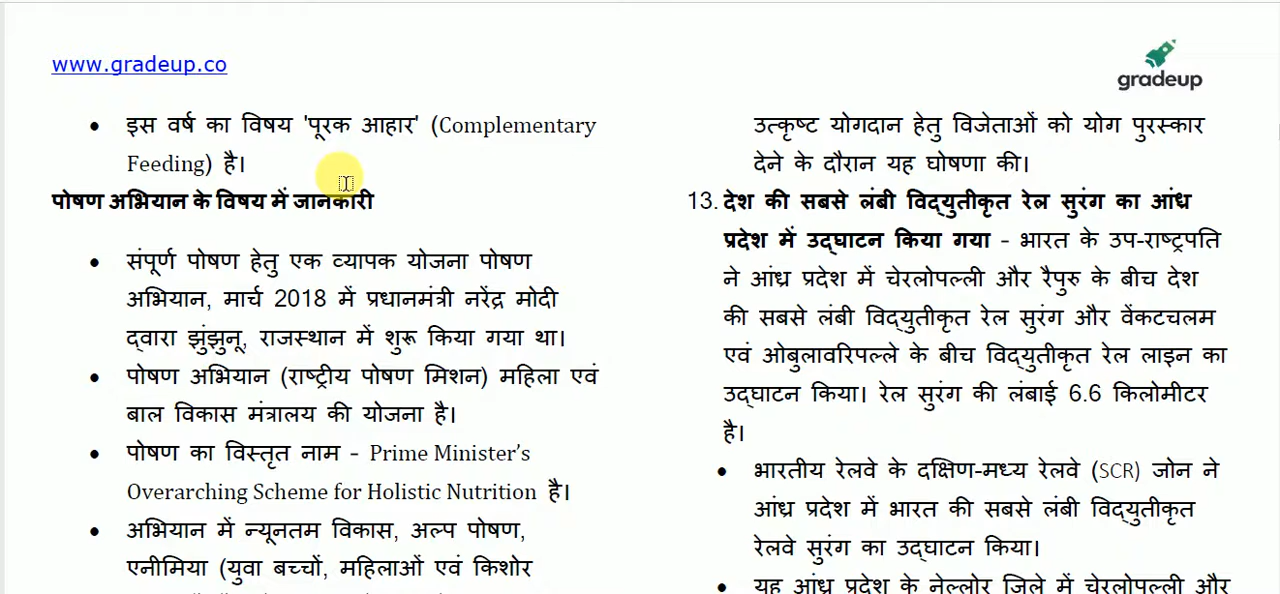 www.gradeup.co
gradeup
इस वर्ष का विषय 'पूरक आहार' (Complementary
Feeding) है।
पोषण अभियान के विषय में जानकारी
संपूर्ण पोषण हेतु एक व्यापक योजना पोषण
अभियान, मार्च 2018 में प्रधानमंत्री नरेंद्र मोदी
द्वारा झुंझुनू, राजस्थान में शुरू किया गया था।
पोषण अभियान (राष्ट्रीय पोषण मिशन) महिला एवं
बाल विकास मंत्रालय की योजना है।
पोषण का विस्तृत नाम - Prime Minister’s
Overarching Scheme for Holistic Nutrition है।
अभियान में न्यूनतम विकास, अल्प पोषण,
एनीमिया (युवा बच्चों, महिलाओं एवं किशोर
उत्कृष्ट योगदान हेतु विजेताओं को योग पुरस्कार
देने के दौरान यह घोषणा की।
13. देश की सबसे लंबी विद्युतीकृत रेल सुरंग का आंध्र
प्रदेश में उद्घाटन किया गया - भारत के उप-राष्ट्रपति
ने आंध्र प्रदेश में चेरलोपल्ली और रैपुरु के बीच देश
की सबसे लंबी विद्युतीकृत रेल सुरंग और वेंकटचलम
एवं ओबुलावरिपल्ले के बीच विद्युतीकृत रेल लाइन का
उद्घाटन किया। रेल सुरंग की लंबाई 6.6 किलोमीटर
है।
भारतीय रेलवे के दक्षिण-मध्य रेलवे (SCR) जोन ने
आंध्र प्रदेश में भारत की सबसे लंबी विद्युतीकृत
रेलवे सुरंग का उद्घाटन किया।
यह आंध्र प्रदेश के नेल्लोर जिले में चेरलोपल्ली और